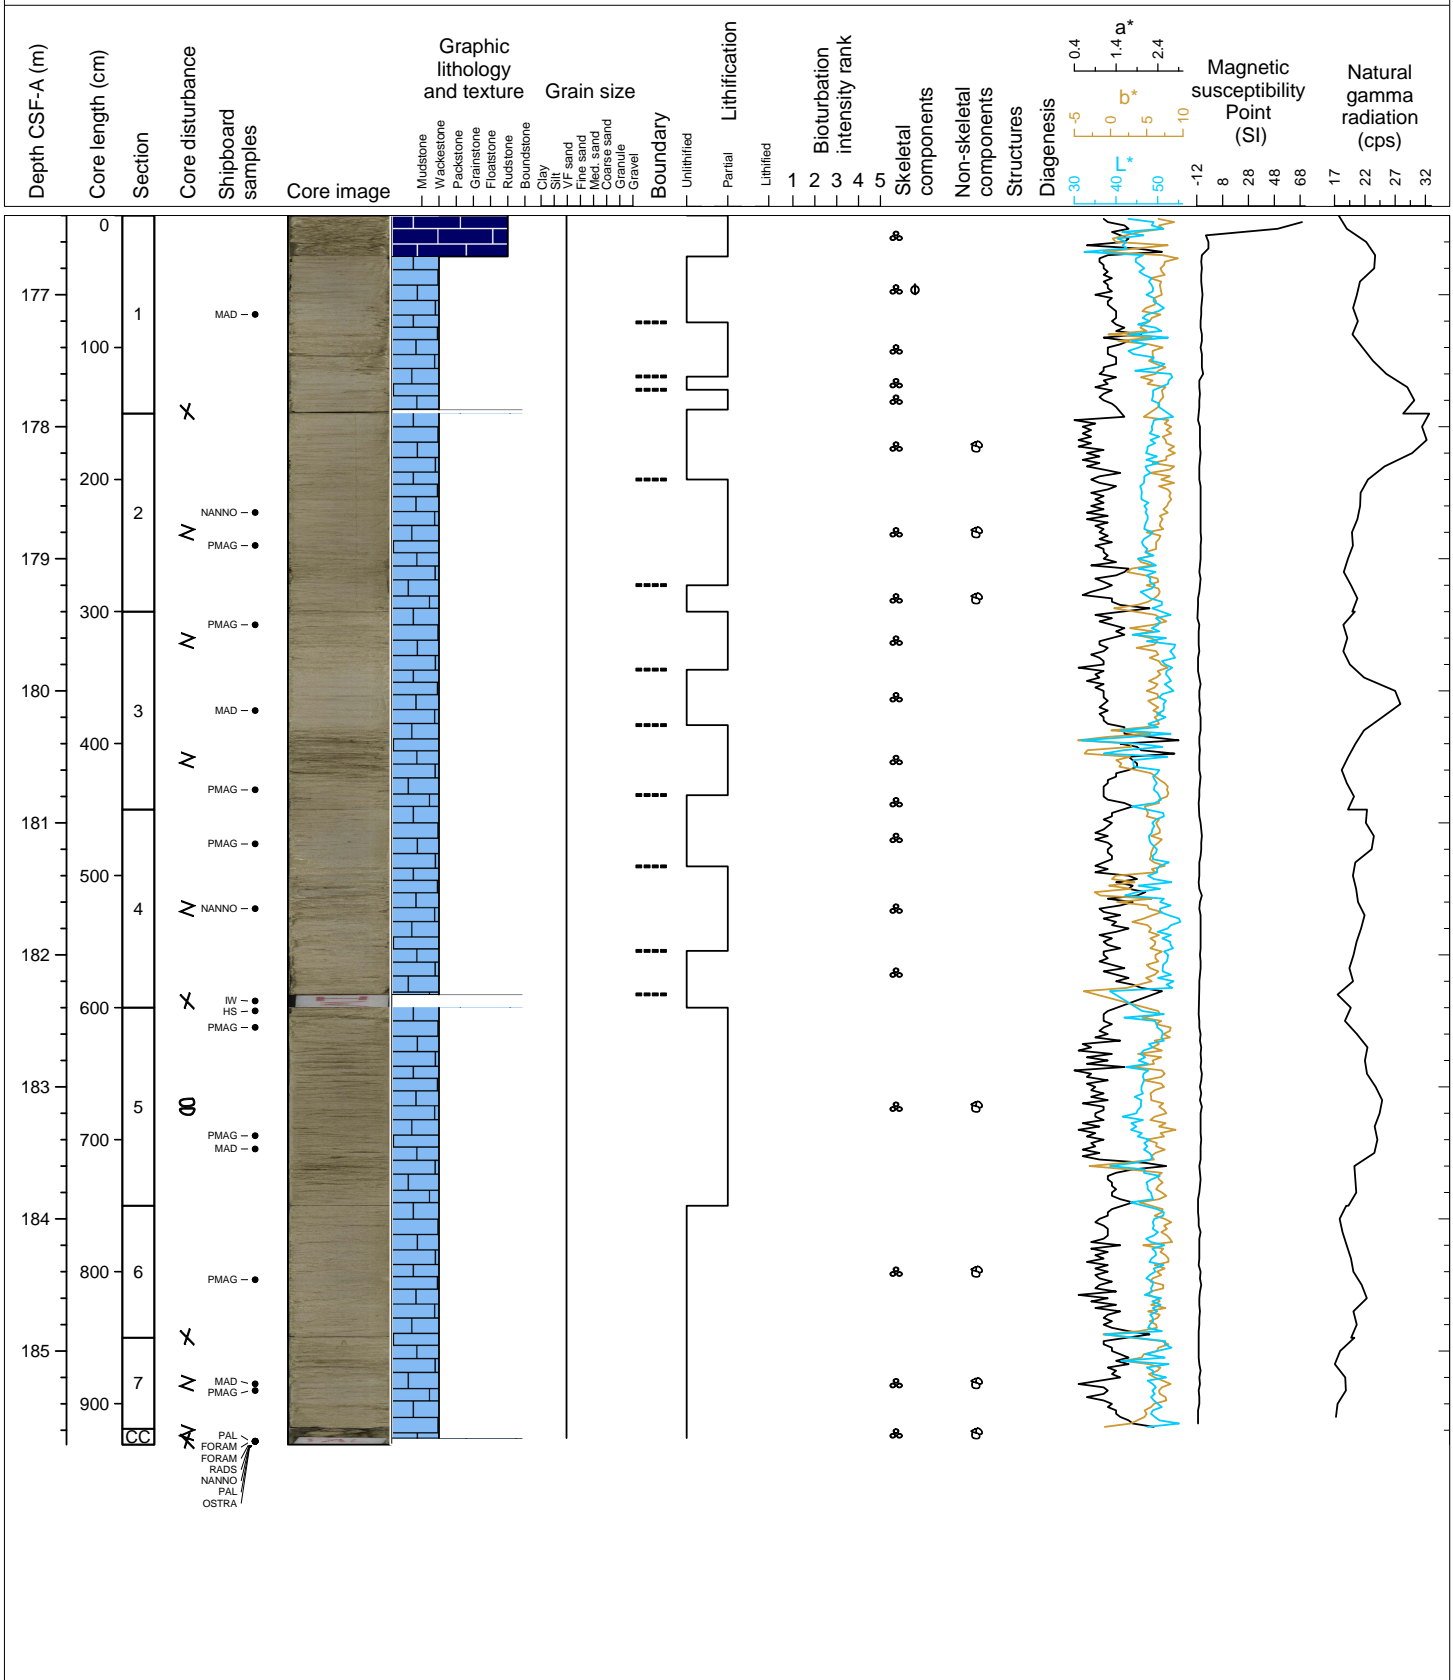 Depth CSF-A (m)
Core length (cm)
Section
Core disturbance
Shipboard
samples
Core image
Graphic
lithology
and texture
Mudstone
Wackestone
Packstone
Grainstone
Floatstone
Rudstone
Boundstone
Grain size
Clay
Silt
VF sand
Fine sand
Med. sand
Coarse sand
Granule
Gravel
Boundary
Lithification
Unlithified
Partial
Lithified
Bioturbation
intensity rank
1 2 3 4 5
Skeletal
components
Non-skeletal
components
Structures
Diagenesis
a*
0.4 1.4 2.4
b*
-5 0 5 10
L*
30 40 50
Magnetic
susceptibility
Point
(SI)
-12 8 28 48 68
Natural
gamma
radiation
(cps)
17 22 27 32
0
177
1
MAD
100
178
200
2
NANNO
PMAG
179
300
PMAG
180
3
MAD
400
PMAG
181
PMAG
500
4
NANNO
182
IW
600
HS
PMAG
183
5
PMAG
700
MAD
184
6
800
PMAG
185
7
MAD
PMAG
900
CC
PAL
FORAM
FORAM
RADS
NANNO
PAL
OSTRA